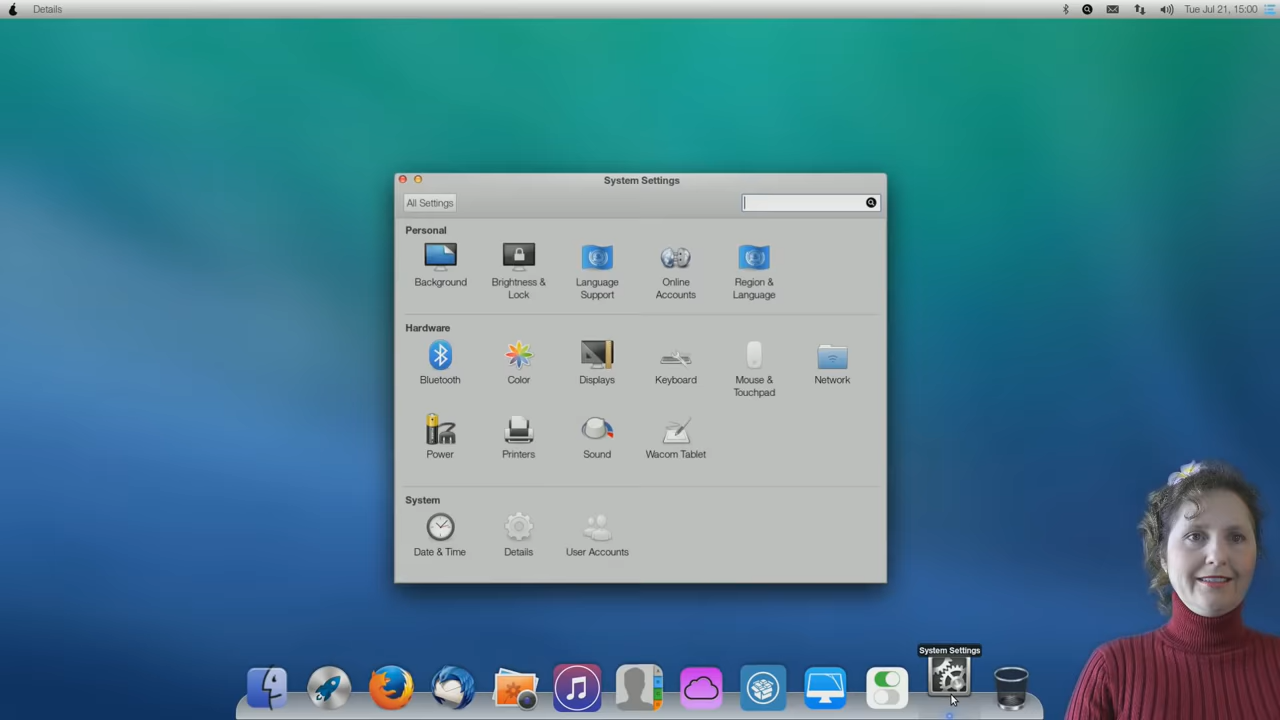 Details
Tue Jul 21, 15:00
System Settings
All Settings
Personal
Background
Brightness & Lock
Language Support
Online Accounts
Region & Language
Hardware
Bluetooth
Color
Displays
Keyboard
Mouse & Touchpad
Network
Power
Printers
Sound
Wacom Tablet
System
Date & Time
Details
User Accounts
System Settings